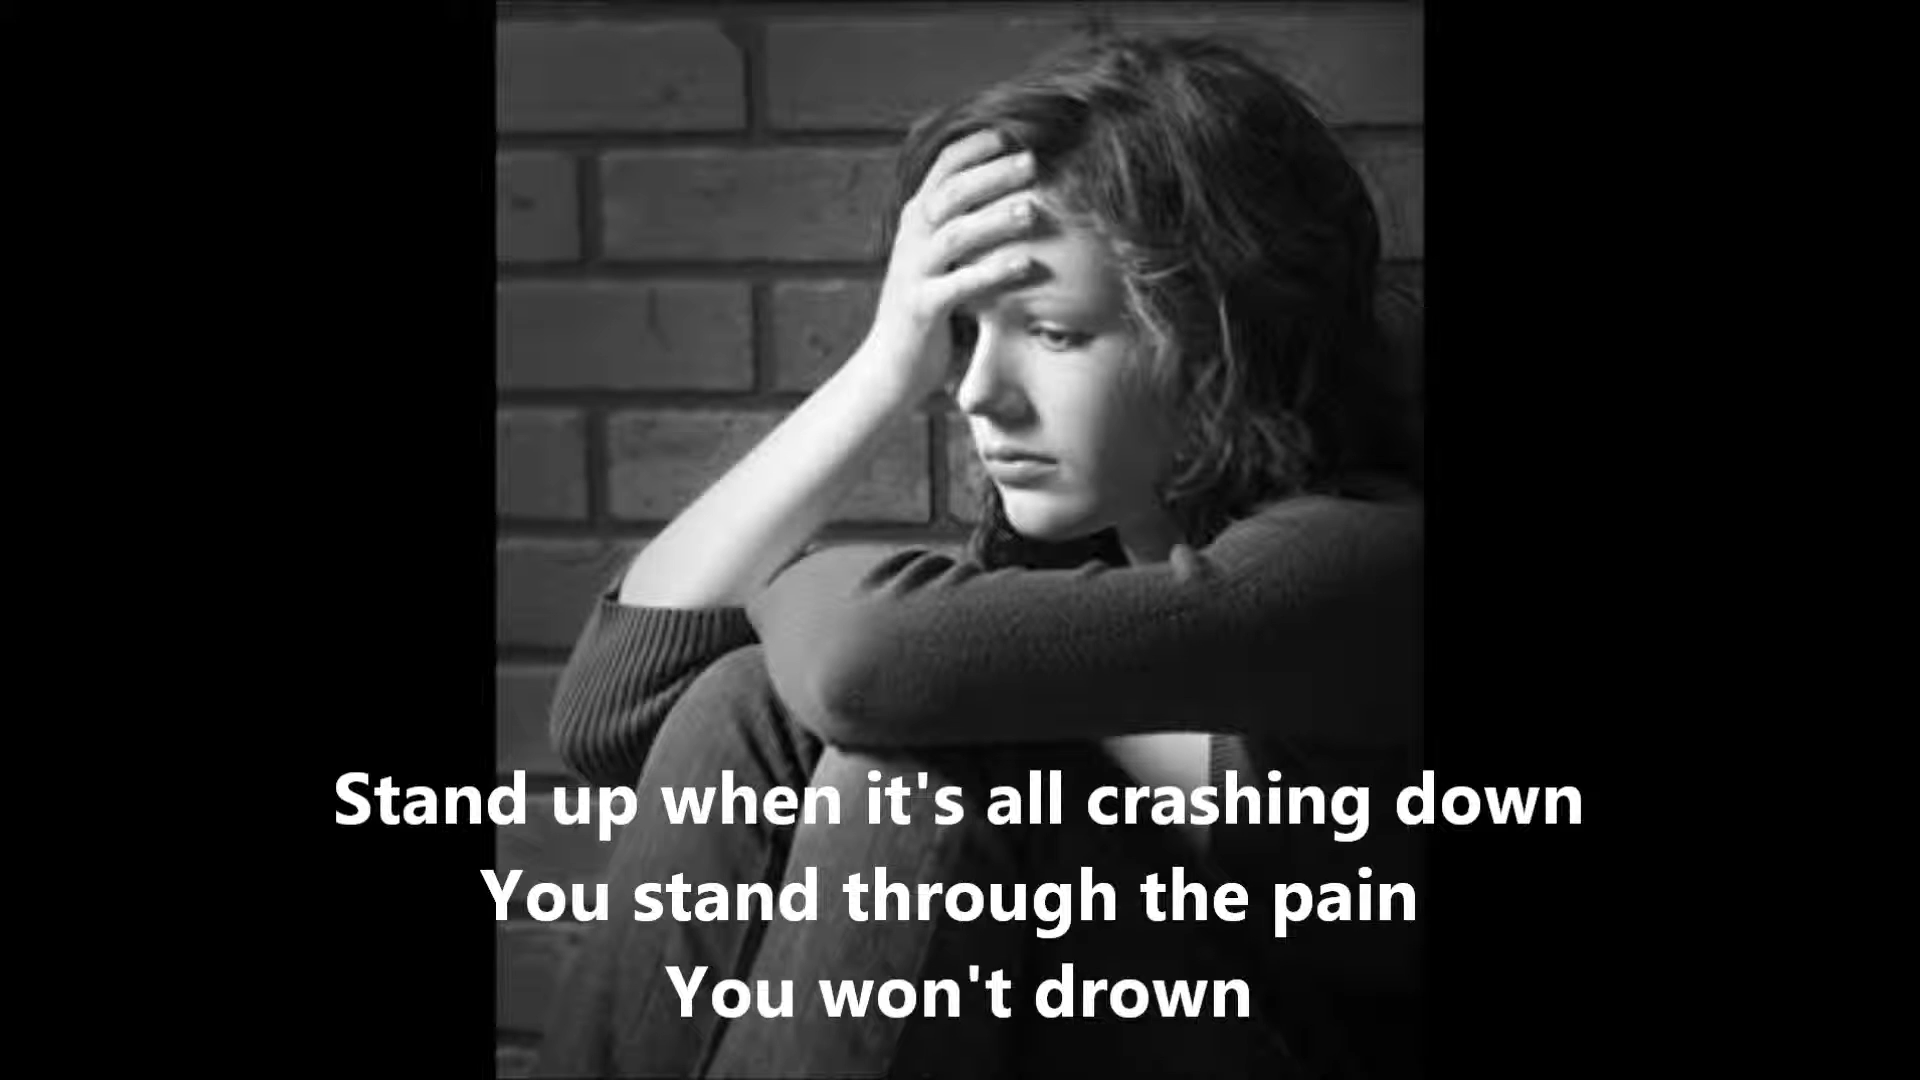 Stand up when it's all crashing down
You stand through the pain
You won't drown